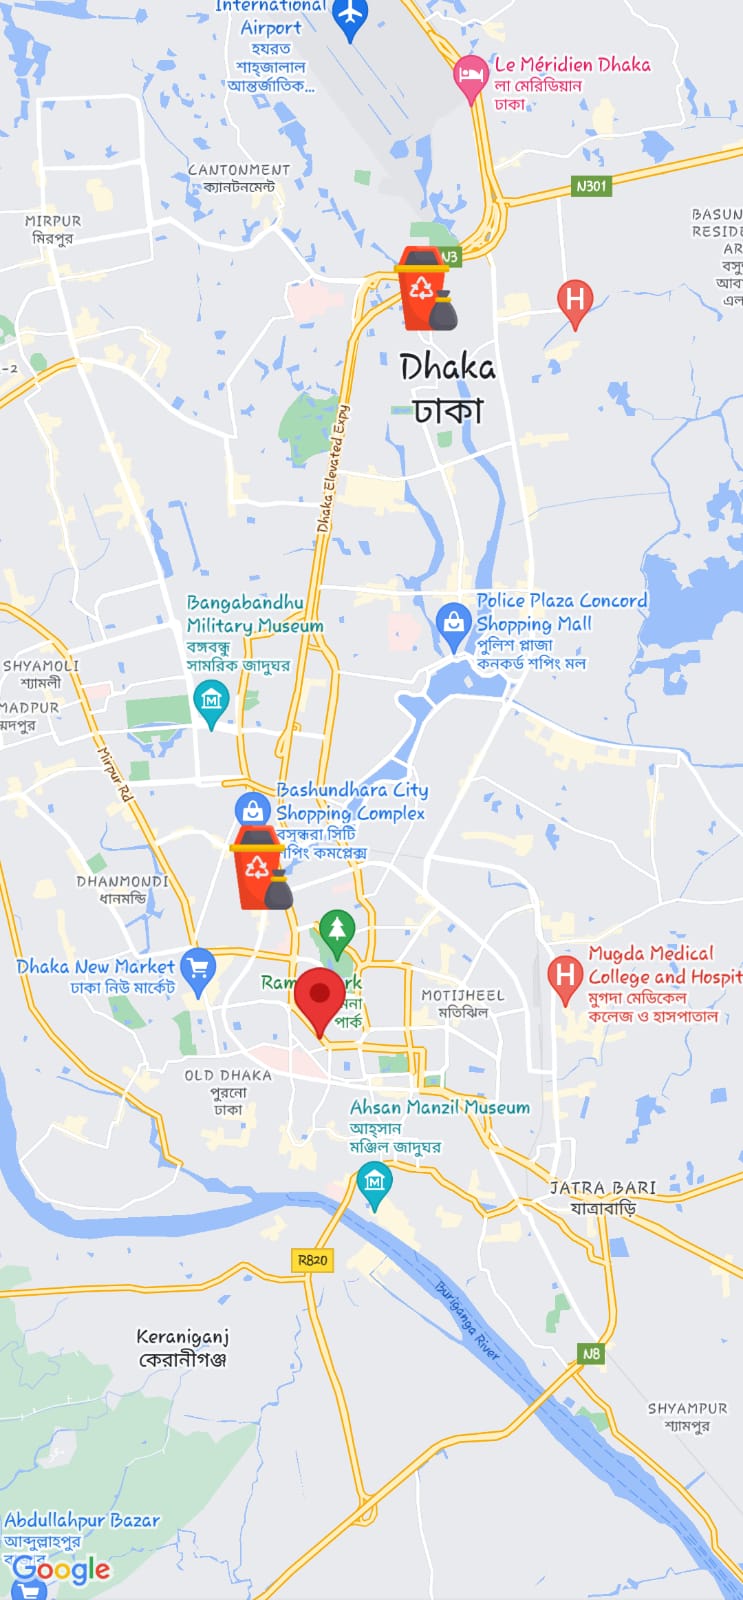 International
Airport
হযরত
শাহ্জালাল
আন্তর্জাতিক...
Le Méridien Dhaka
লা মেরিডিয়ান
ঢাকা
CANTONMENT
ক্যানটনমেন্ট
N301
MIRPUR
মিরপুর
BASUN
RESIDE
AR
বসু
আব
এল
N3
H
Dhaka
ঢাকা
-2
Dhaka Elevated Expy
Bangabandhu
Military Museum
বঙ্গবন্ধু
সামরিক জাদুঘর
Police Plaza Concord
Shopping Mall
পুলিশ প্লাজা
কনকর্ড শপিং মল
SHYAMOLI
শ্যামলী
MADPUR
ম্মদপুর
M
Mirpur Rd
Bashundhara City
Shopping Complex
বসুন্ধরা সিটি
শপিং কমপ্লেক্স
DHANMONDI
ধানমন্ডি
Dhaka New Market
ঢাকা নিউ মার্কেট
Ram rk
মনা
পার্ক
MOTIJHEEL
মতিঝিল
H
Mugda Medical
College and Hospit
মুগদা মেডিকেল
কলেজ ও হাসপাতাল
OLD DHAKA
পুরনো
ঢাকা
Ahsan Manzil Museum
আহ্সান
মঞ্জিল জাদুঘর
M
JATRA BARI
যাত্রাবাড়ি
R820
Buriganga River
Keraniganj
কেরানীগঞ্জ
N8
SHYAMPUR
শ্যামপুর
Abdullahpur Bazar
আব্দুল্লাহপুর
Google